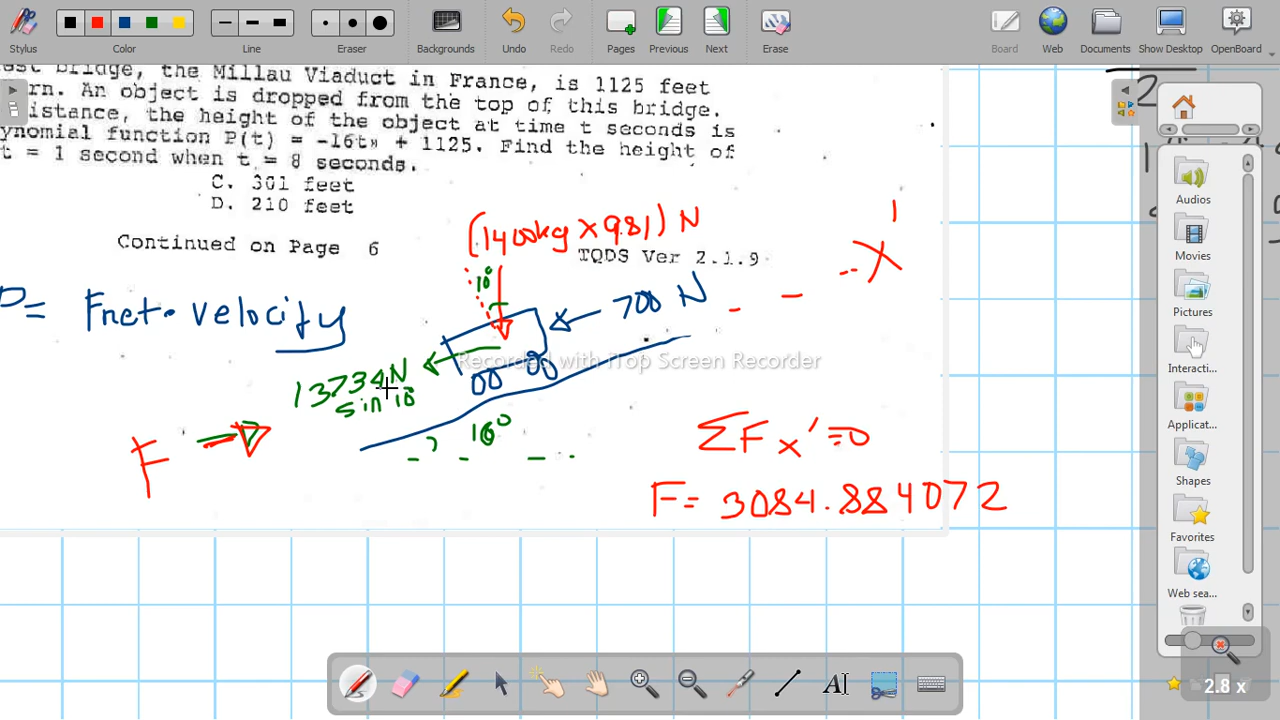 Stylus Color Line Eraser Backgrounds Undo Redo Pages Previous Next Erase Board Web Documents Show Desktop OpenBoard
bridge, the Millau Viaduct in France, is 1125 feet
rn. An object is dropped from the top of this bridge.
istance, the height of the object at time t seconds is
ynomial function P(t) = -16t» + 1125. Find the height of
t = 1 second when t = 8 seconds.
C. 301 feet
D. 210 feet
Continued on Page 6
TQDS Ver 2.1.9
(1400kg x 9.81) N
10°
X'
P= Fnet. velocity
700 N
Recorded with iTop Screen Recorder
13734N
sin 10
10°
F
ΣFx' = 0
F= 3084.884072
Audios
Movies
Pictures
Interacti...
Applicat...
Shapes
Favorites
Web sea...
2.8 x